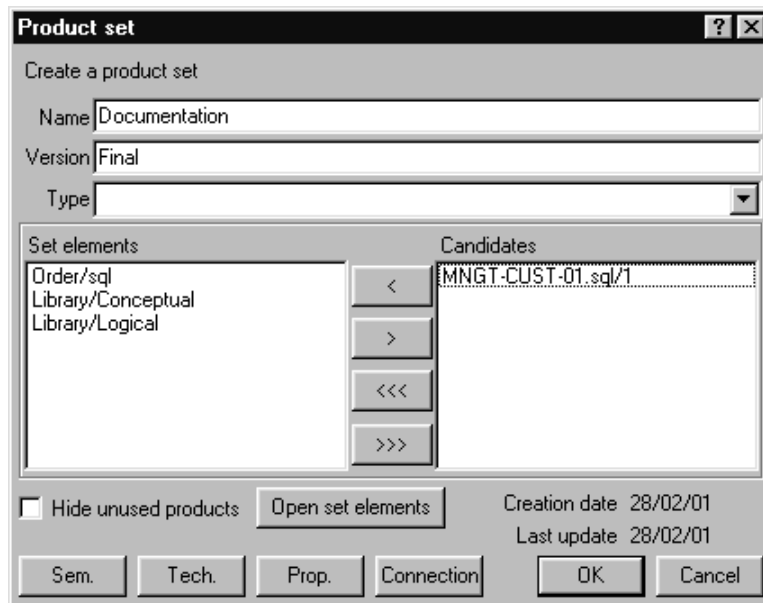 Product set
Create a product set
Name Documentation
Version Final
Type
Set elements
Candidates
Order/sql
Library/Conceptual
Library/Logical
MNGT-CUST-01.sql/1
<
>
<<<
>>>
Hide unused products
Open set elements
Creation date 28/02/01
Last update 28/02/01
Sem.
Tech.
Prop.
Connection
OK
Cancel